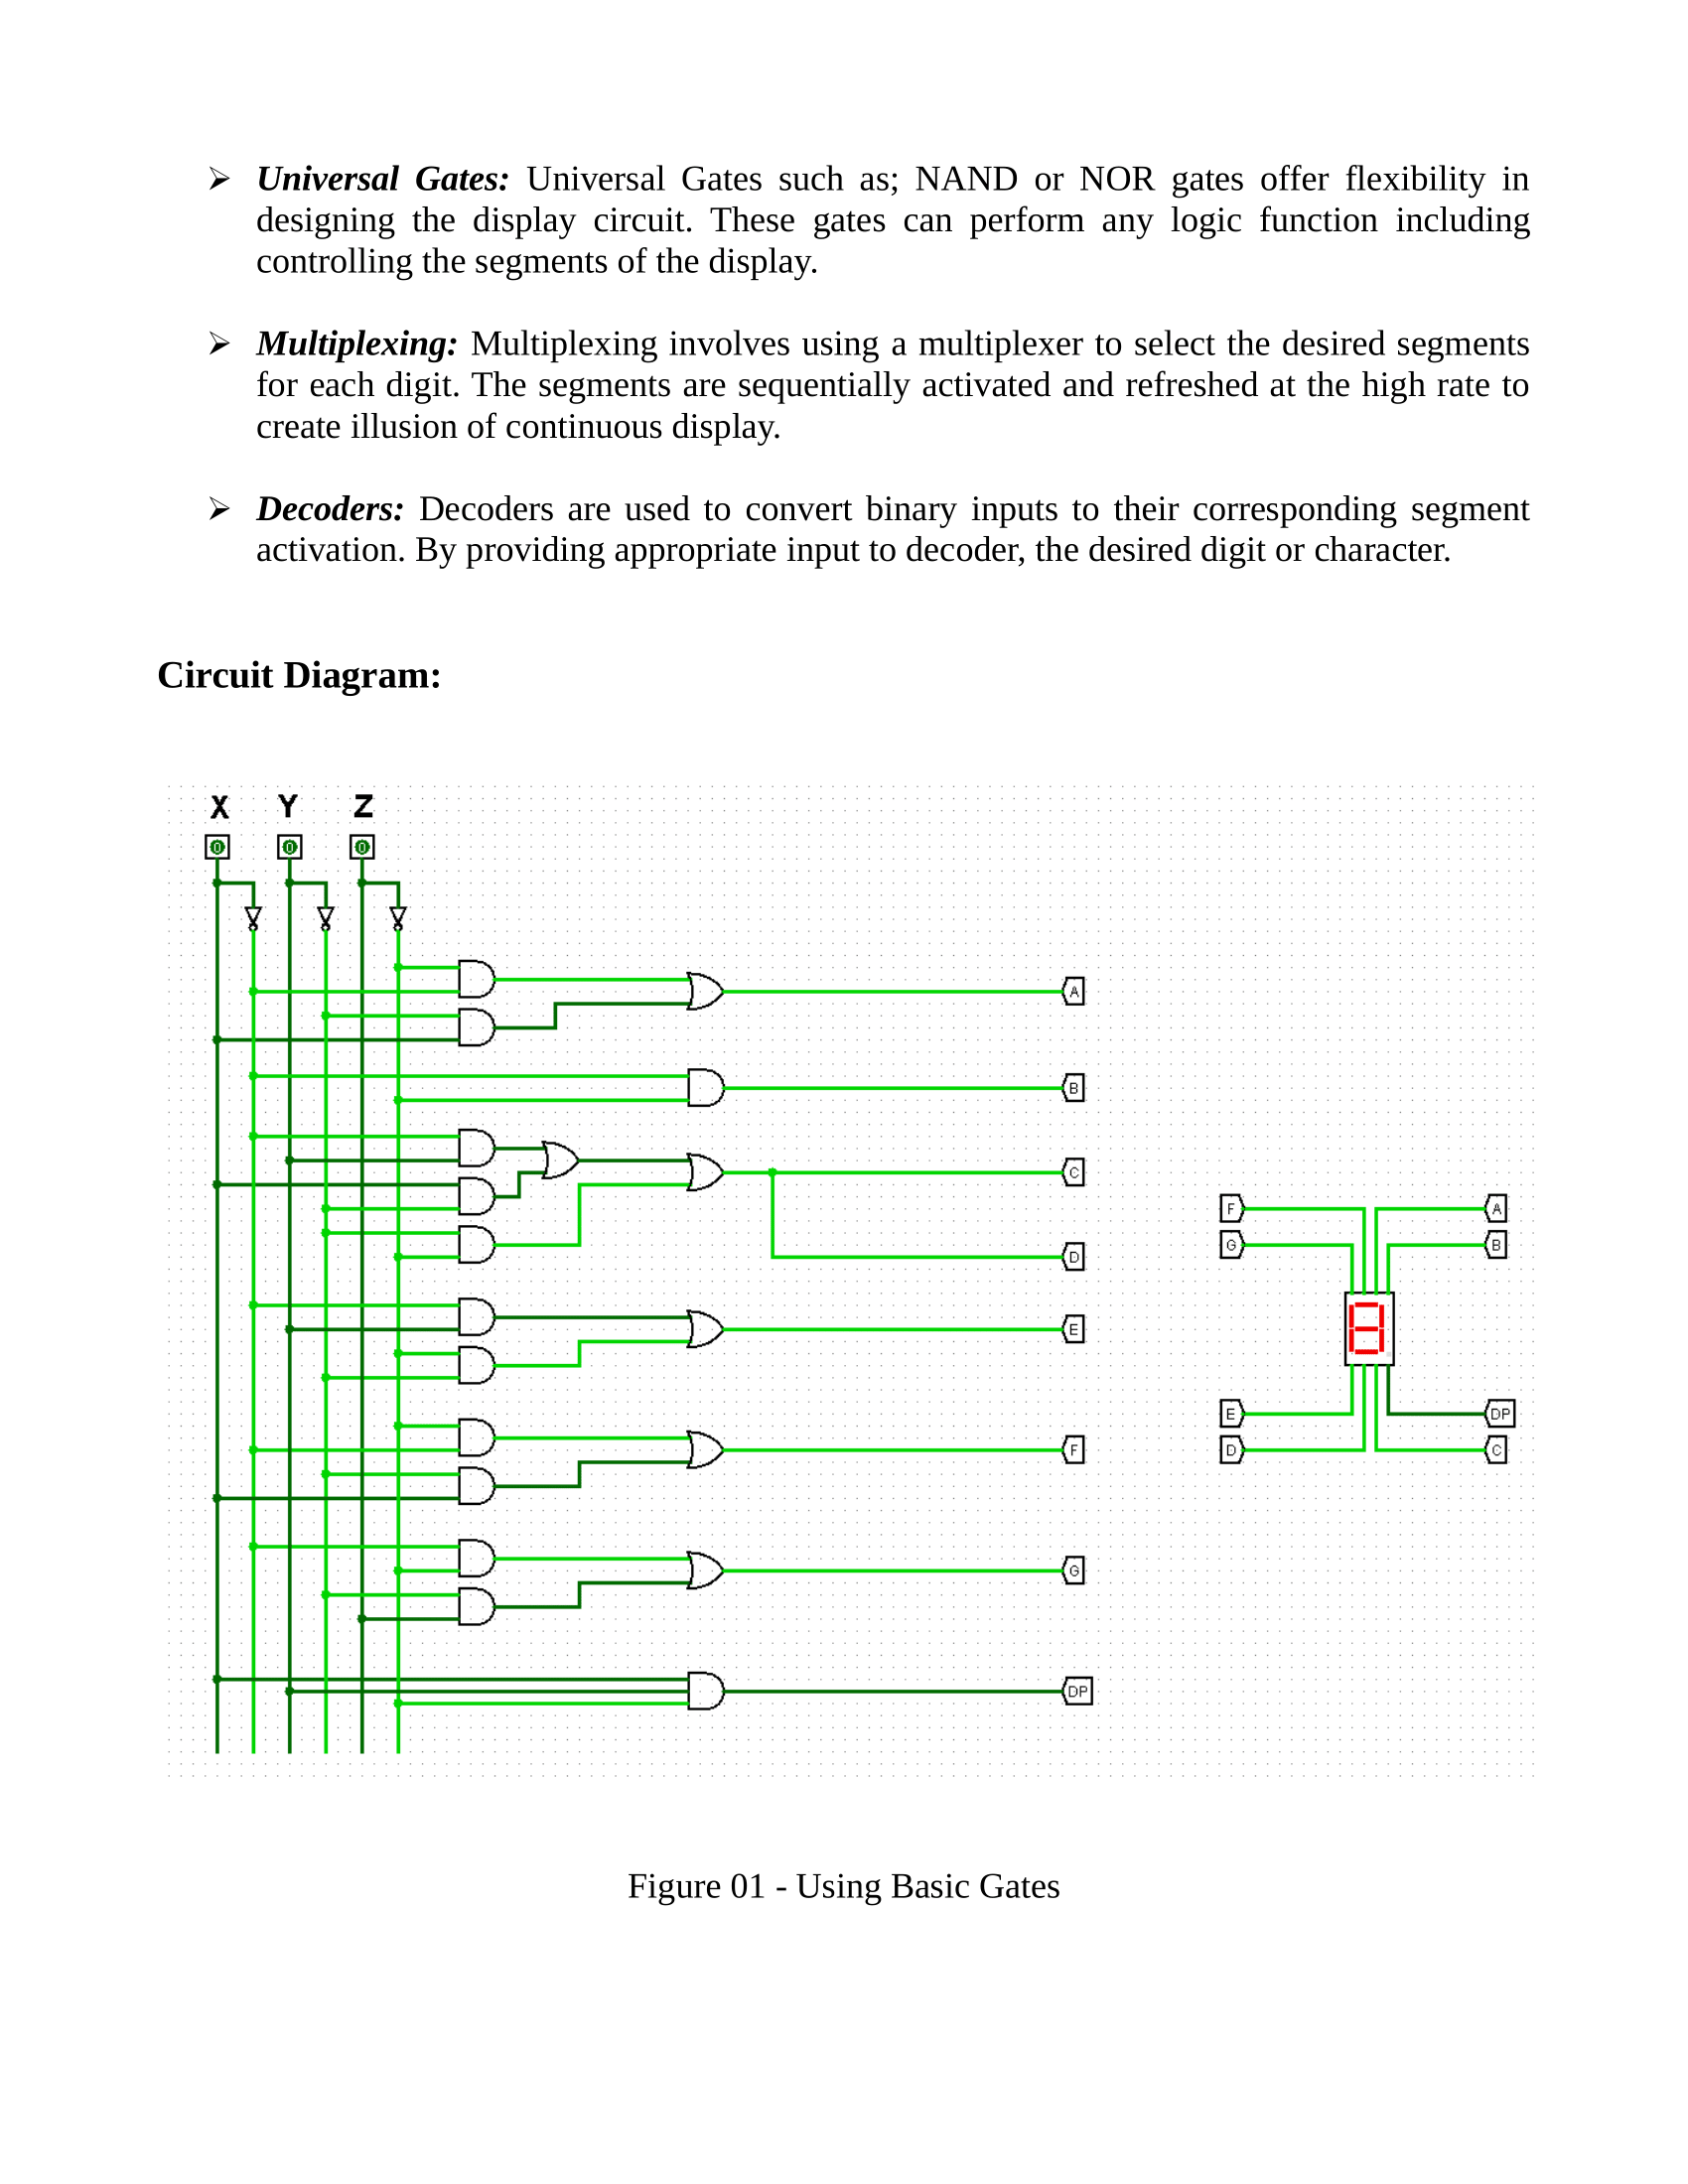 ➢ Universal Gates: Universal Gates such as; NAND or NOR gates offer flexibility in
designing the display circuit. These gates can perform any logic function including
controlling the segments of the display.
➢ Multiplexing: Multiplexing involves using a multiplexer to select the desired segments
for each digit. The segments are sequentially activated and refreshed at the high rate to
create illusion of continuous display.
➢ Decoders: Decoders are used to convert binary inputs to their corresponding segment
activation. By providing appropriate input to decoder, the desired digit or character.
Circuit Diagram:
X Y Z
0 0 0
A
B
C
D
E
F
G
DP
F A
G B
8
E DP
D C
Figure 01 - Using Basic Gates